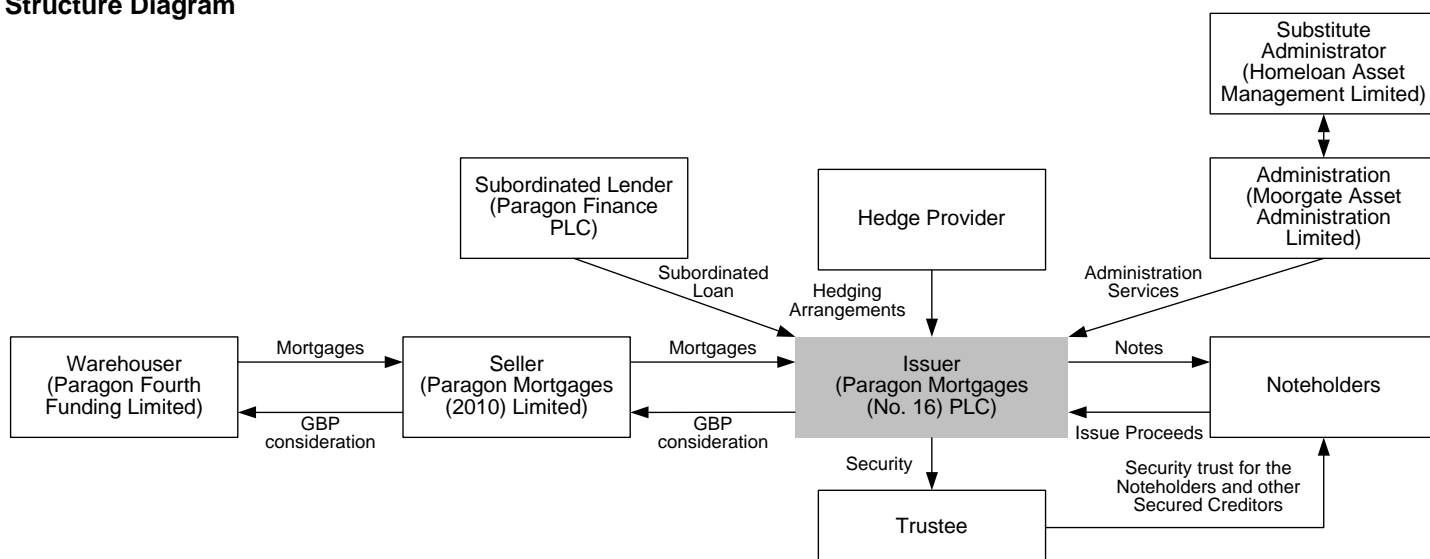 Structure Diagram
Substitute
Administrator
(Homeloan Asset
Management Limited)
Subordinated Lender
(Paragon Finance
PLC)
Hedge Provider
Administration
(Moorgate Asset
Administration
Limited)
Subordinated
Loan
Hedging
Arrangements
Administration
Services
Warehouser
(Paragon Fourth
Funding Limited)
Mortgages
GBP
consideration
Seller
(Paragon Mortgages
(2010) Limited)
Mortgages
GBP
consideration
Issuer
(Paragon Mortgages
(No. 16) PLC)
Notes
Issue Proceeds
Noteholders
Security
Security trust for the
Noteholders and other
Secured Creditors
Trustee